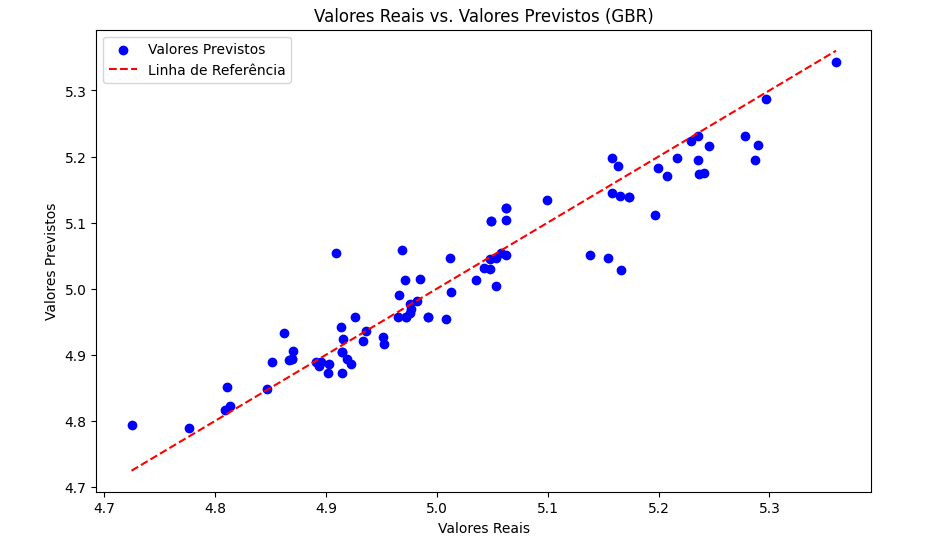 Valores Reais vs. Valores Previstos (GBR)
Valores Previstos
Linha de Referência
Valores Previstos
5.3
5.2
5.1
5.0
4.9
4.8
4.7
4.7 4.8 4.9 5.0 5.1 5.2 5.3
Valores Reais